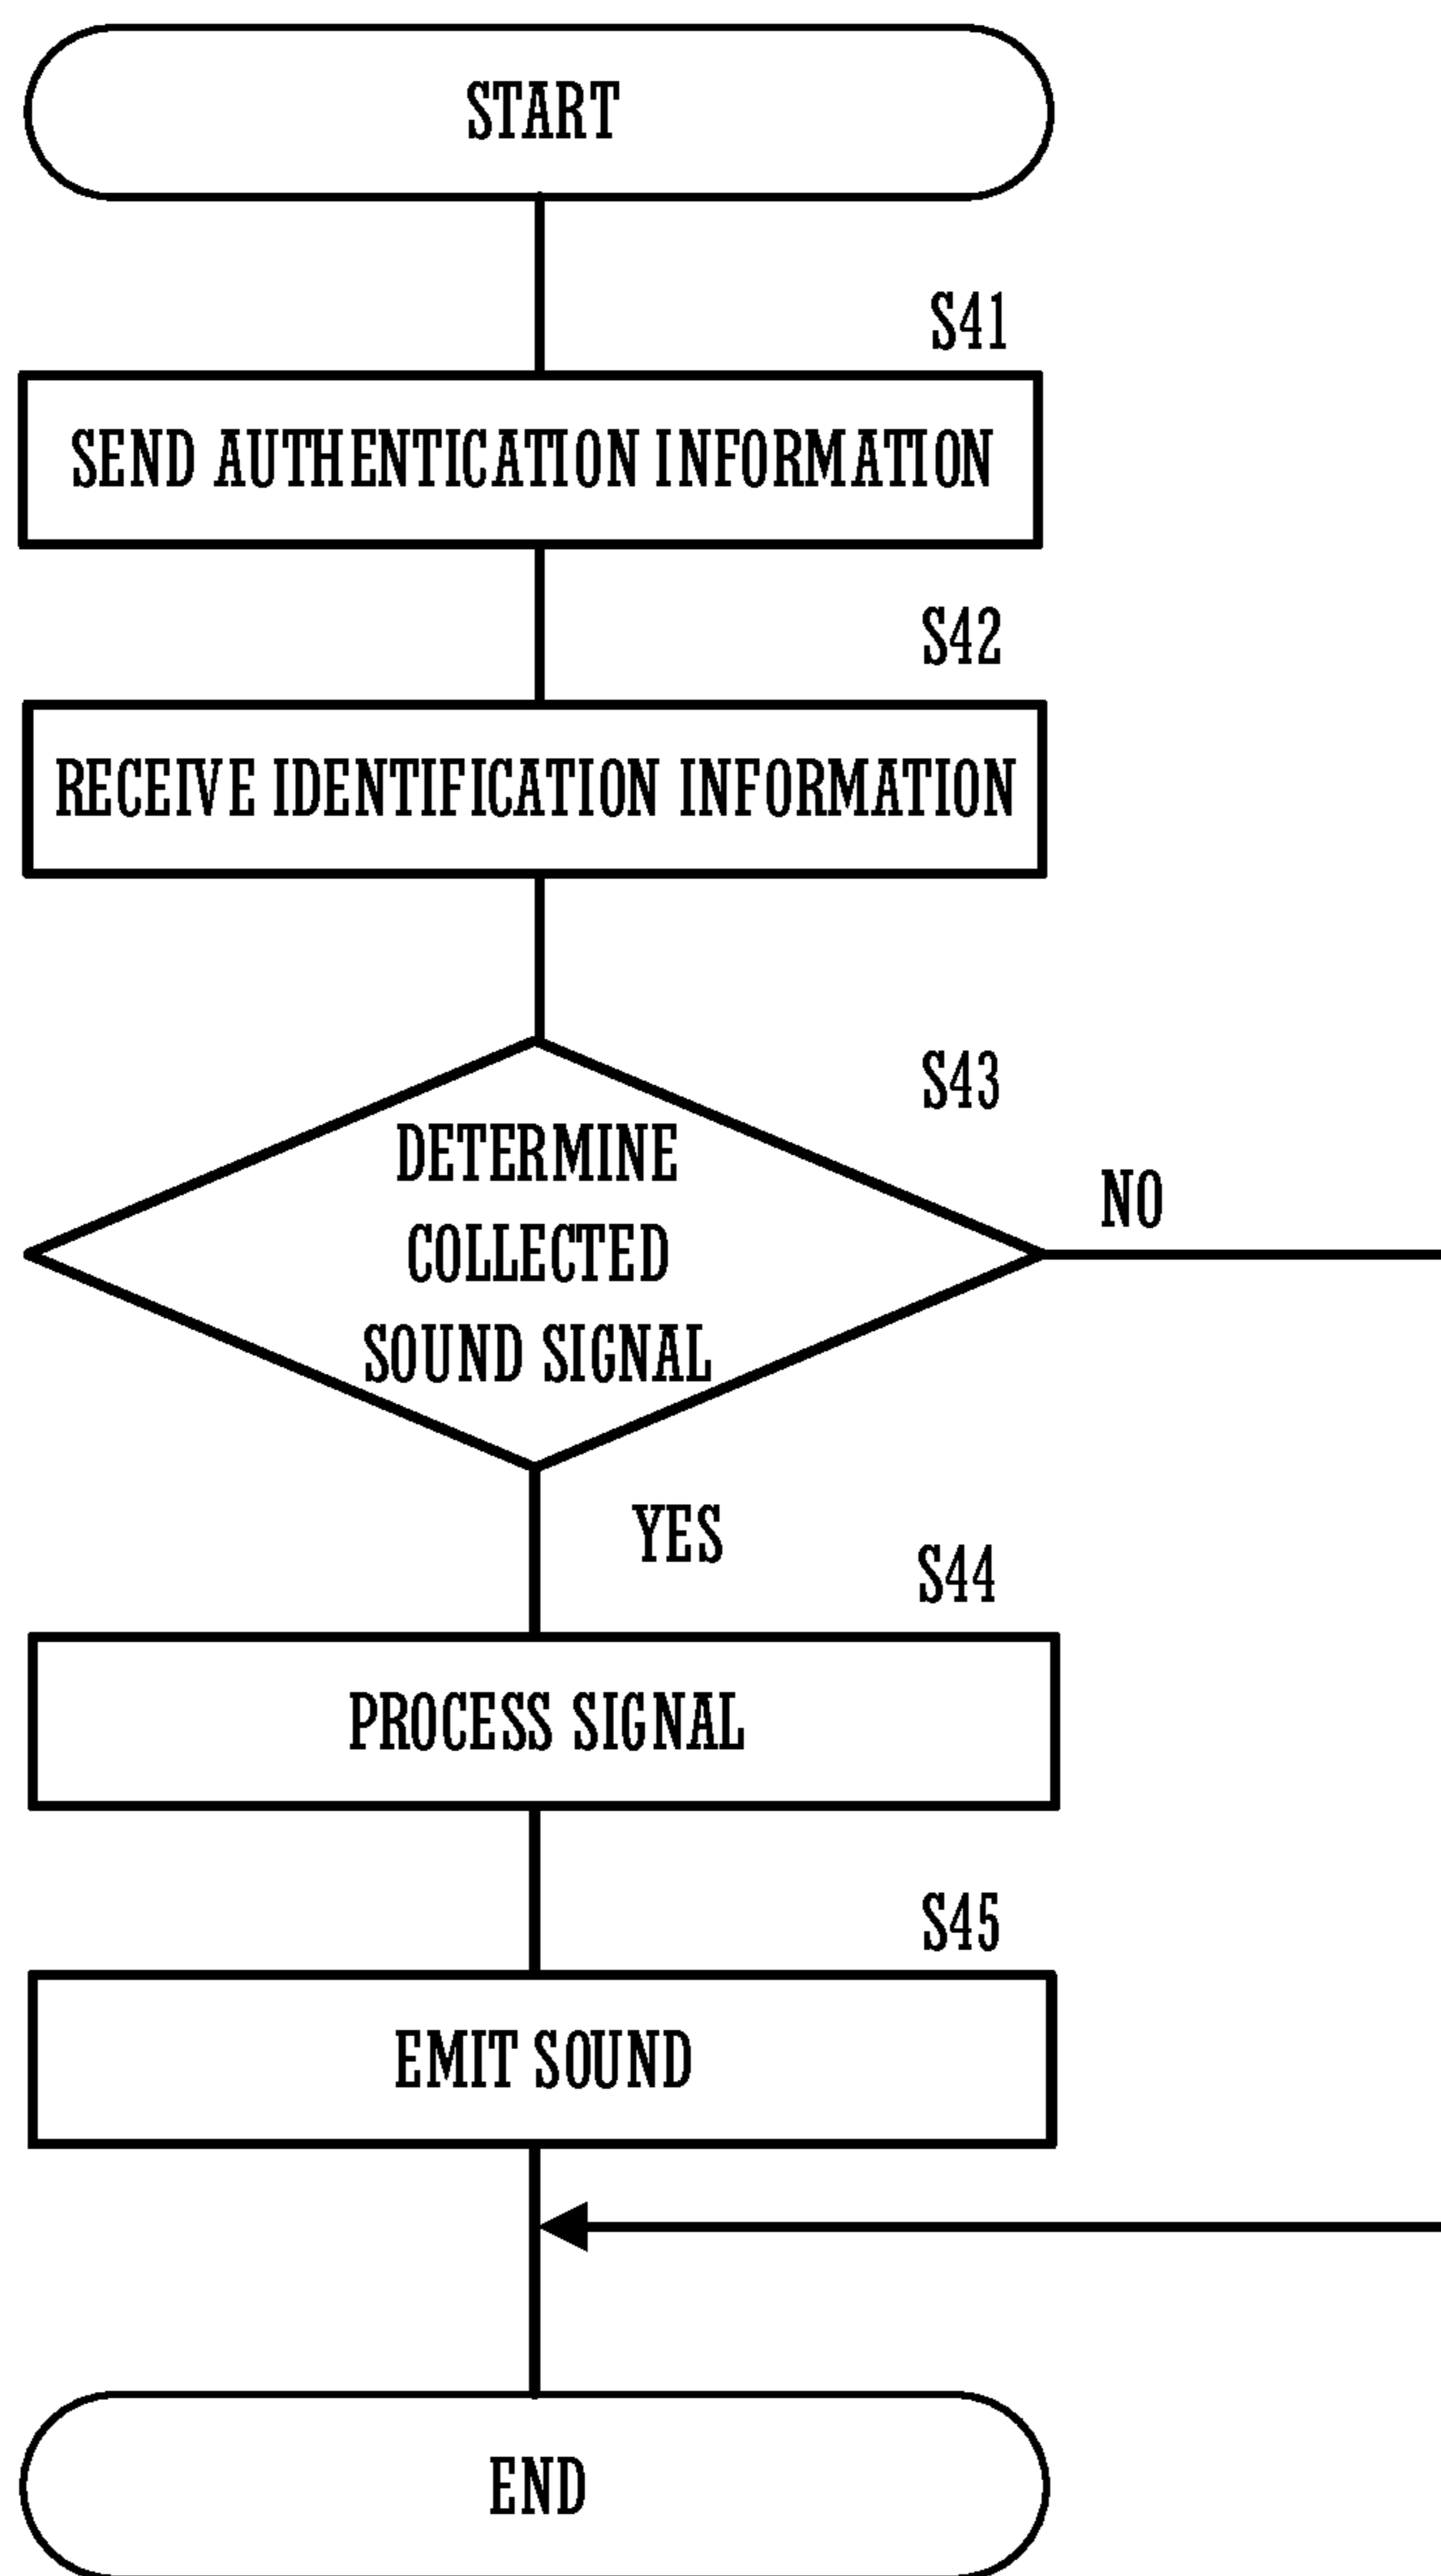 START
S41
SEND AUTHENTICATION INFORMATION
S42
RECEIVE IDENTIFICATION INFORMATION
S43
DETERMINE
COLLECTED
SOUND SIGNAL
NO
YES
S44
PROCESS SIGNAL
S45
EMIT SOUND
END